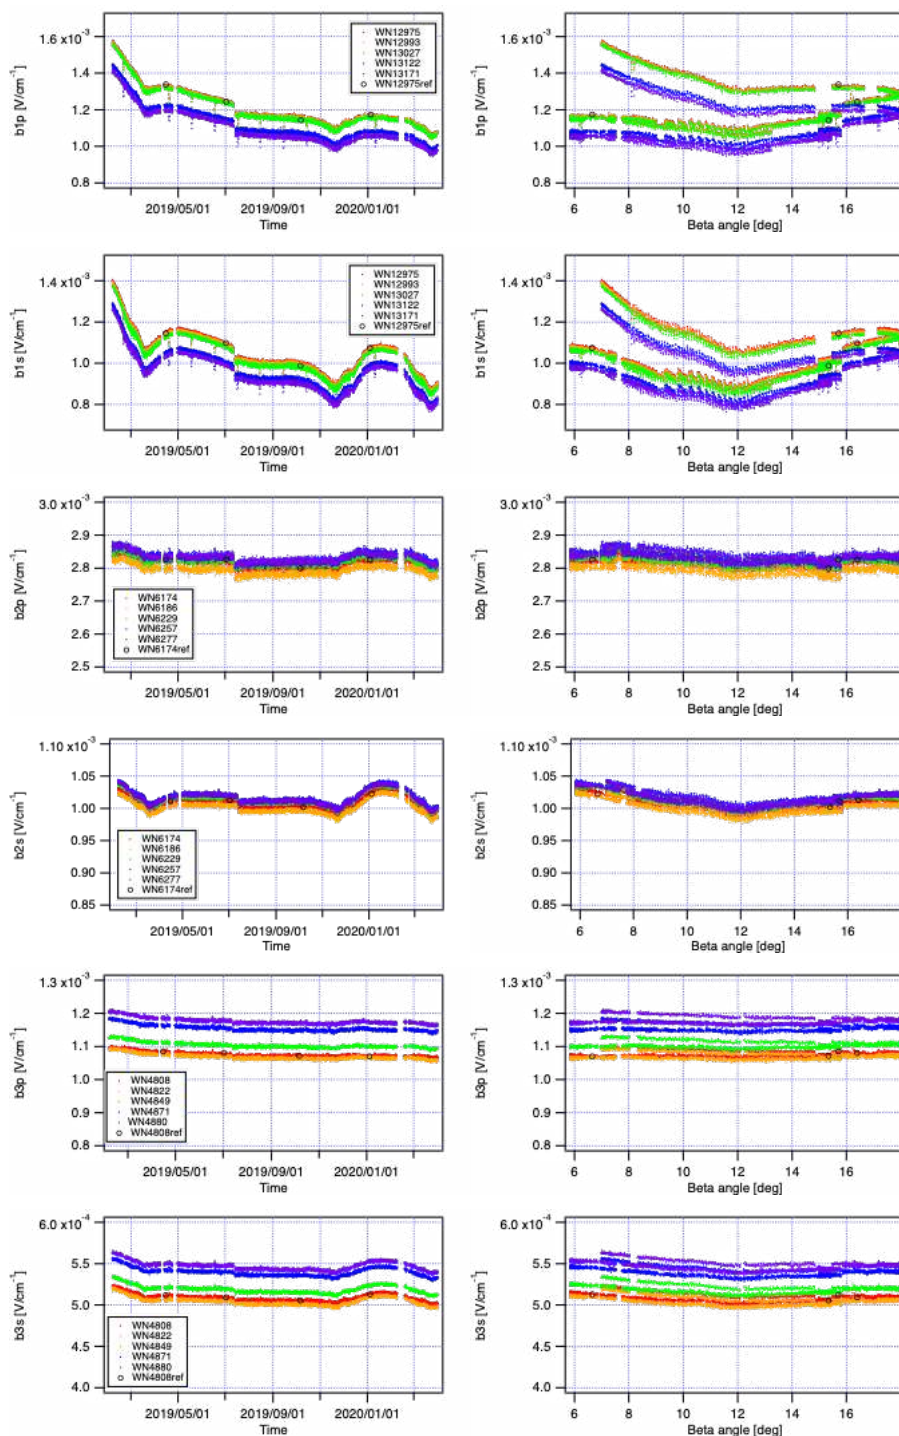 1.6 x10⁻³
1.4
1.2
1.0
0.8
b1p [V/cm⁻¹]
WN12975
WN12993
WN13027
WN13122
WN13171
WN12975ref
2019/05/01 2019/09/01 2020/01/01
Time
1.6 x10⁻³
1.4
1.2
1.0
0.8
b1p [V/cm⁻¹]
6 8 10 12 14 16
Beta angle [deg]
1.4 x10⁻³
1.2
1.0
0.8
b1s [V/cm⁻¹]
WN12975
WN12993
WN13027
WN13122
WN13171
WN12975ref
2019/05/01 2019/09/01 2020/01/01
Time
1.4 x10⁻³
1.2
1.0
0.8
b1s [V/cm⁻¹]
6 8 10 12 14 16
Beta angle [deg]
3.0 x10⁻³
2.9
2.8
2.7
2.6
2.5
b2p [V/cm⁻¹]
WN6174
WN6186
WN6229
WN6257
WN6277
WN6174ref
2019/05/01 2019/09/01 2020/01/01
Time
3.0 x10⁻³
2.9
2.8
2.7
2.6
2.5
b2p [V/cm⁻¹]
6 8 10 12 14 16
Beta angle [deg]
1.10 x10⁻³
1.05
1.00
0.95
0.90
0.85
b2s [V/cm⁻¹]
WN6174
WN6186
WN6229
WN6257
WN6277
WN6174ref
2019/05/01 2019/09/01 2020/01/01
Time
1.10 x10⁻³
1.05
1.00
0.95
0.90
0.85
b2s [V/cm⁻¹]
6 8 10 12 14 16
Beta angle [deg]
1.3 x10⁻³
1.2
1.1
1.0
0.9
0.8
b3p [V/cm⁻¹]
WN4808
WN4822
WN4849
WN4871
WN4880
WN4808ref
2019/05/01 2019/09/01 2020/01/01
Time
1.3 x10⁻³
1.2
1.1
1.0
0.9
0.8
b3p [V/cm⁻¹]
6 8 10 12 14 16
Beta angle [deg]
6.0 x10⁻⁴
5.5
5.0
4.5
4.0
b3s [V/cm⁻¹]
WN4808
WN4822
WN4849
WN4871
WN4880
WN4808ref
2019/05/01 2019/09/01 2020/01/01
Time
6.0 x10⁻⁴
5.5
5.0
4.5
4.0
b3s [V/cm⁻¹]
6 8 10 12 14 16
Beta angle [deg]